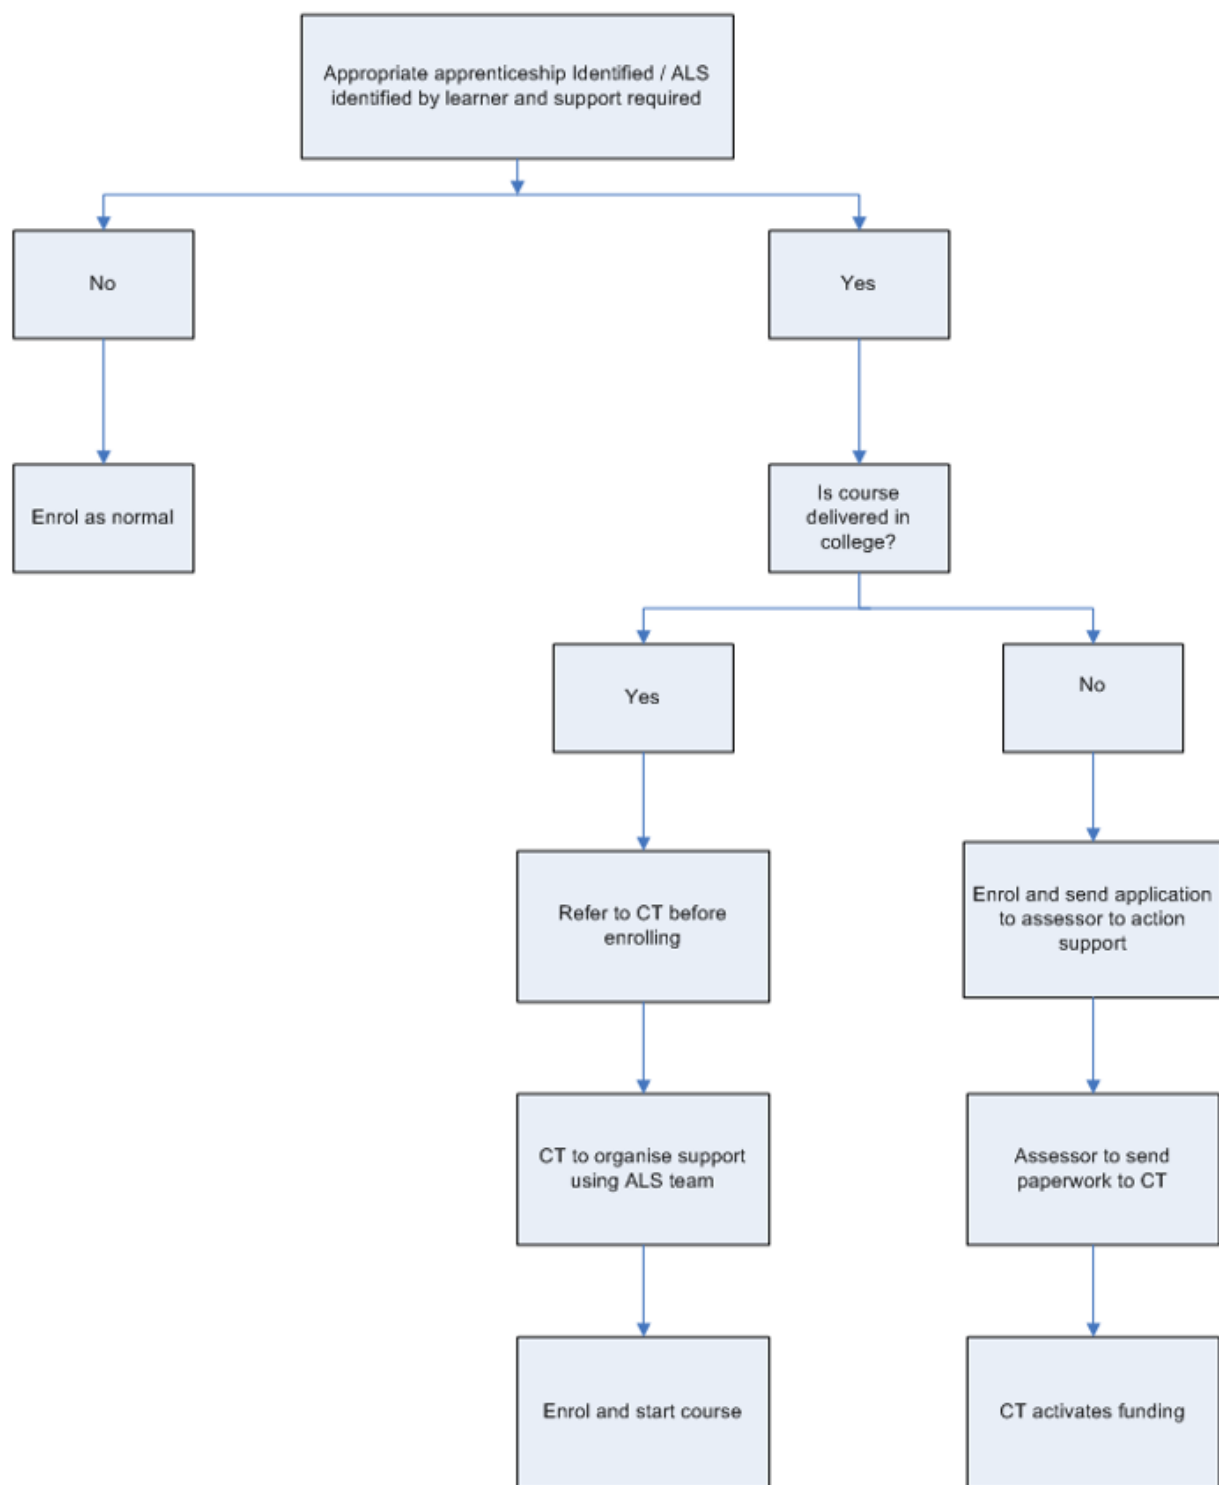 Appropriate apprenticeship Identified / ALS
identified by learner and support required
No
Yes
Enrol as normal
Is course
delivered in
college?
Yes
No
Refer to CT before
enrolling
Enrol and send application
to assessor to action
support
CT to organise support
using ALS team
Assessor to send
paperwork to CT
Enrol and start course
CT activates funding